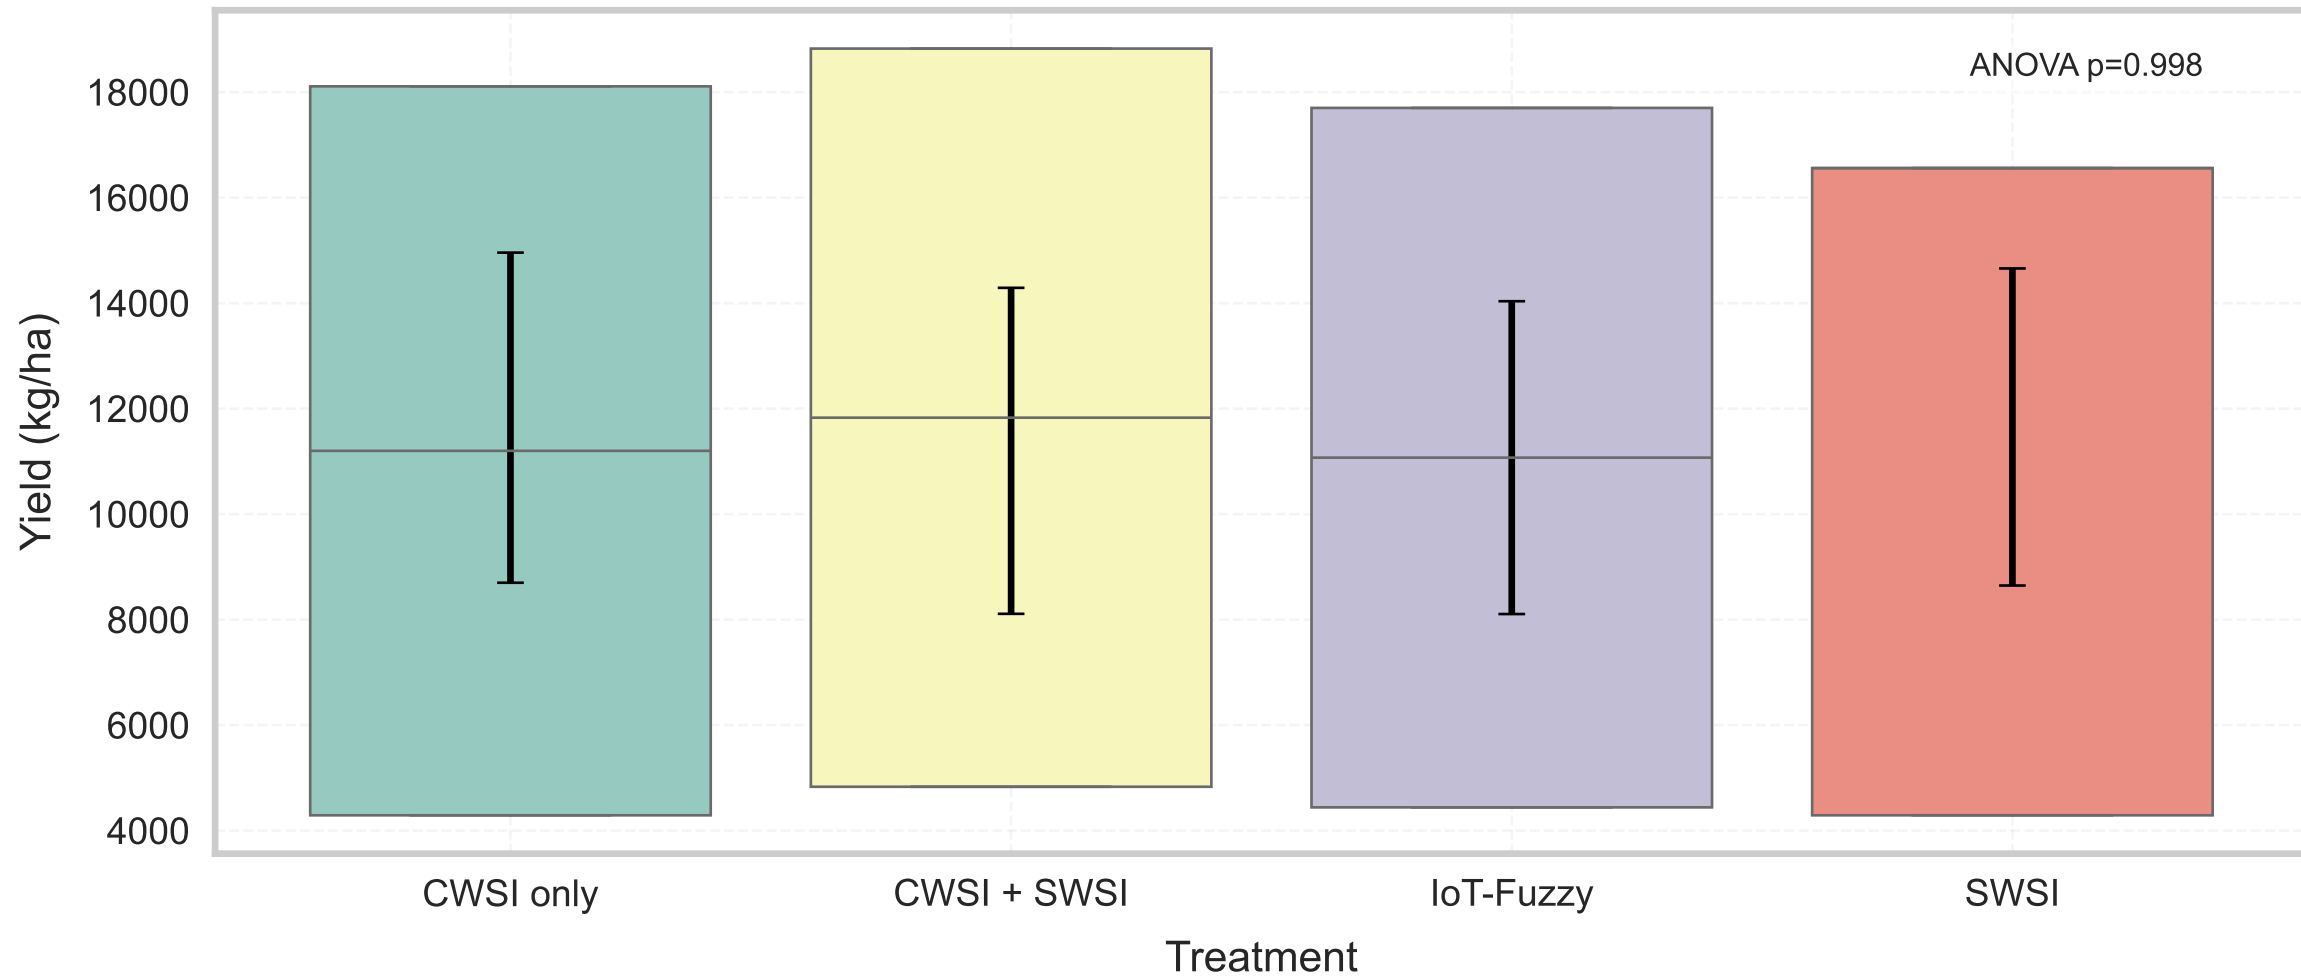 ANOVA p=0.998
Yield (kg/ha)
18000
16000
14000
12000
10000
8000
6000
4000
CWSI only
CWSI + SWSI
IoT-Fuzzy
SWSI
Treatment